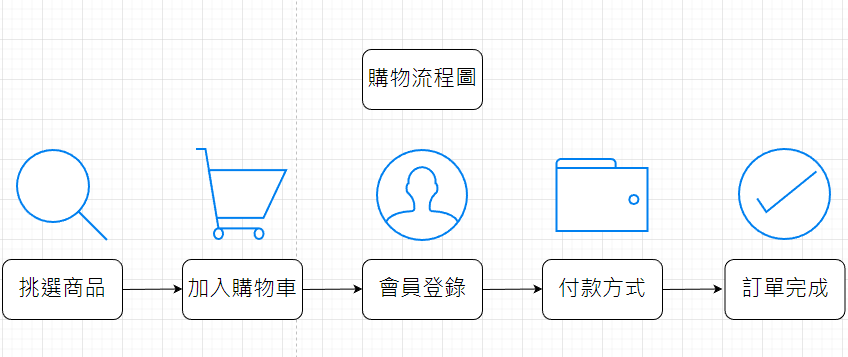 購物流程圖
挑選商品
加入購物車
會員登錄
付款方式
訂單完成